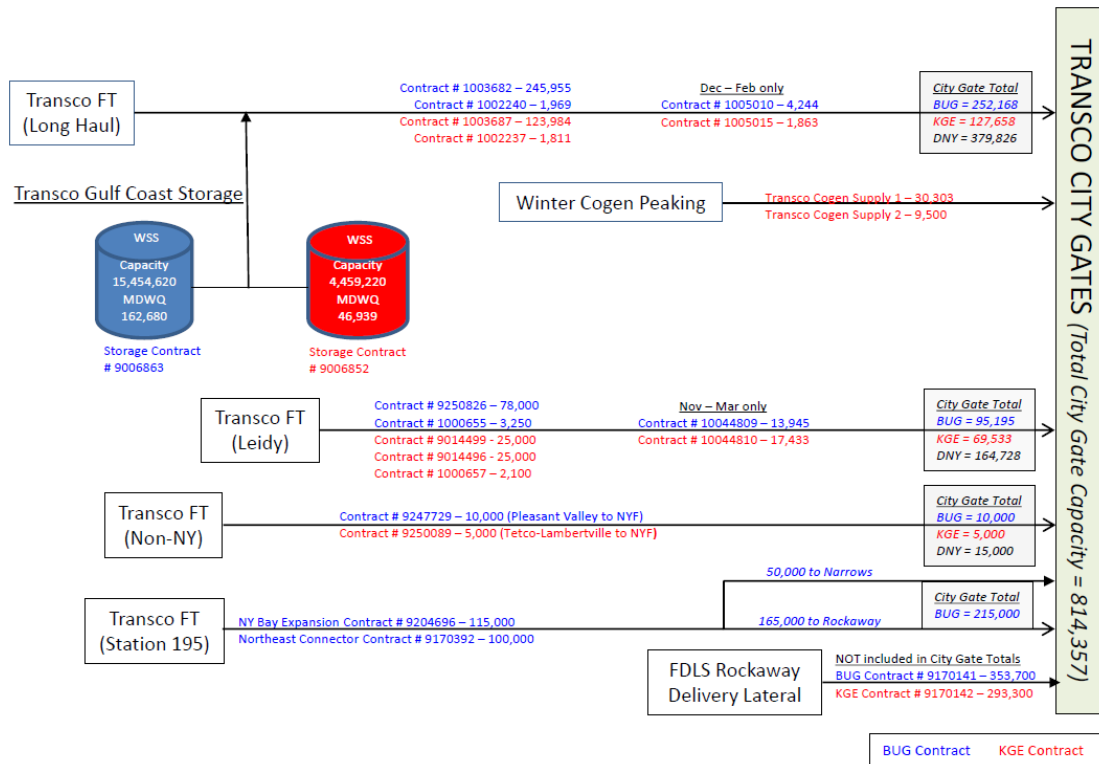 Transco FT
(Long Haul)
Contract # 1003682 – 245,955
Contract # 1002240 – 1,969
Contract # 1003687 – 123,984
Contract # 1002237 – 1,811
Dec – Feb only
Contract # 1005010 – 4,244
Contract # 1005015 – 1,863
City Gate Total
BUG = 252,168
KGE = 127,658
DNY = 379,826
Transco Gulf Coast Storage
WSS
Capacity
15,454,620
MDWQ
162,680
Storage Contract
# 9006863
WSS
Capacity
4,459,220
MDWQ
46,939
Storage Contract
# 9006852
Winter Cogen Peaking
Transco Cogen Supply 1 – 30,303
Transco Cogen Supply 2 – 9,500
Transco FT
(Leidy)
Contract # 9250826 – 78,000
Contract # 1000655 – 3,250
Contract # 9014499 - 25,000
Contract # 9014496 - 25,000
Contract # 1000657 – 2,100
Nov – Mar only
Contract # 10044809 – 13,945
Contract # 10044810 – 17,433
City Gate Total
BUG = 95,195
KGE = 69,533
DNY = 164,728
Transco FT
(Non-NY)
Contract # 9247729 – 10,000 (Pleasant Valley to NYF)
Contract # 9250089 – 5,000 (Tetco-Lambertville to NYF)
City Gate Total
BUG = 10,000
KGE = 5,000
DNY = 15,000
Transco FT
(Station 195)
NY Bay Expansion Contract # 9204696 – 115,000
Northeast Connector Contract # 9170392 – 100,000
50,000 to Narrows
165,000 to Rockaway
City Gate Total
BUG = 215,000
FDLS Rockaway
Delivery Lateral
NOT included in City Gate Totals
BUG Contract # 9170141 – 353,700
KGE Contract # 9170142 – 293,300
TRANSCO CITY GATES (Total City Gate Capacity = 814,357)
BUG Contract KGE Contract